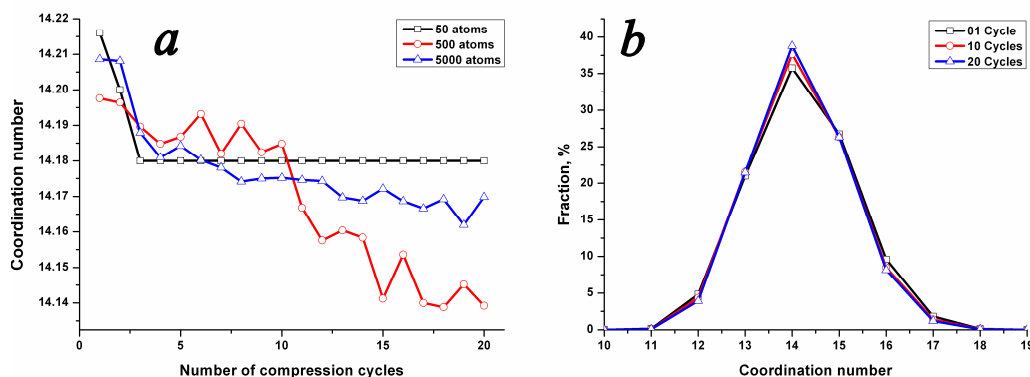 a
50 atoms
500 atoms
5000 atoms
14.22
14.21
14.20
14.19
14.18
14.17
14.16
14.15
14.14
Coordination number
0 5 10 15 20
Number of compression cycles
b
01 Cycle
10 Cycles
20 Cycles
40
35
30
25
20
15
10
5
0
Fraction, %
10 11 12 13 14 15 16 17 18 19
Coordination number